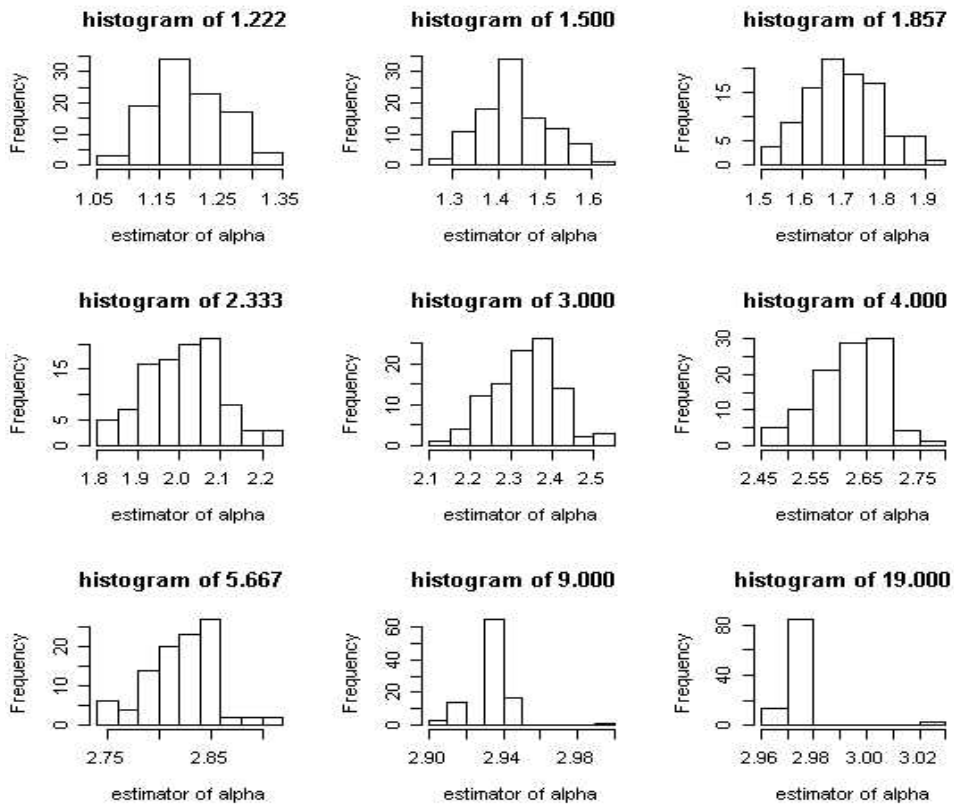 histogram of 1.222
Frequency
0 10 20 30
1.05 1.15 1.25 1.35
estimator of alpha
histogram of 1.500
Frequency
0 10 20 30
1.3 1.4 1.5 1.6
estimator of alpha
histogram of 1.857
Frequency
0 5 15
1.5 1.6 1.7 1.8 1.9
estimator of alpha
histogram of 2.333
Frequency
0 5 15
1.8 1.9 2.0 2.1 2.2
estimator of alpha
histogram of 3.000
Frequency
0 10 20
2.1 2.2 2.3 2.4 2.5
estimator of alpha
histogram of 4.000
Frequency
0 10 20 30
2.45 2.55 2.65 2.75
estimator of alpha
histogram of 5.667
Frequency
0 10 20
2.75 2.85
estimator of alpha
histogram of 9.000
Frequency
0 20 40 60
2.90 2.94 2.98
estimator of alpha
histogram of 19.000
Frequency
0 40 80
2.96 2.98 3.00 3.02
estimator of alpha